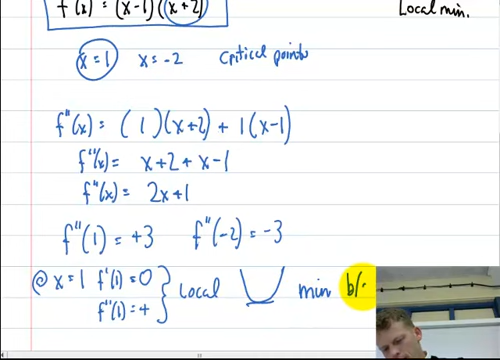 f'(x) = (x-1)(x+2)
Local min.
x=1 x=-2 Critical points
f''(x) = (1)(x+2) + 1(x-1)
f''(x) = x+2 + x-1
f''(x) = 2x+1
f''(1) = +3 f''(-2) = -3
@ x=1 f'(1) = 0
f''(1) = +
} Local min b/c